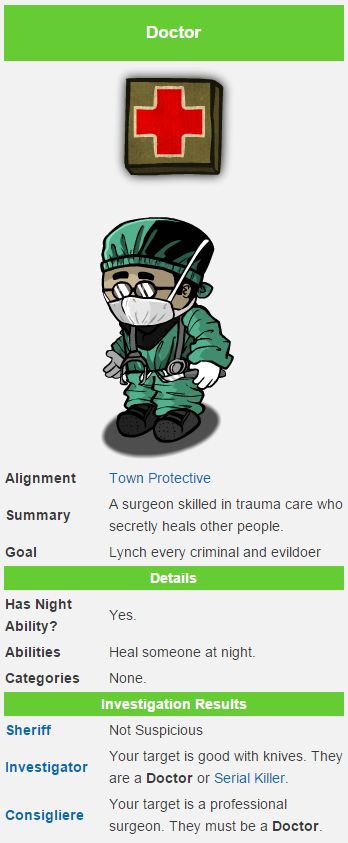 Doctor
Alignment Town Protective
Summary A surgeon skilled in trauma care who
secretly heals other people.
Goal Lynch every criminal and evildoer
Details
Has Night
Ability? Yes.
Abilities Heal someone at night.
Categories None.
Investigation Results
Sheriff Not Suspicious
Investigator Your target is good with knives. They
are a Doctor or Serial Killer.
Consigliere Your target is a professional
surgeon. They must be a Doctor.